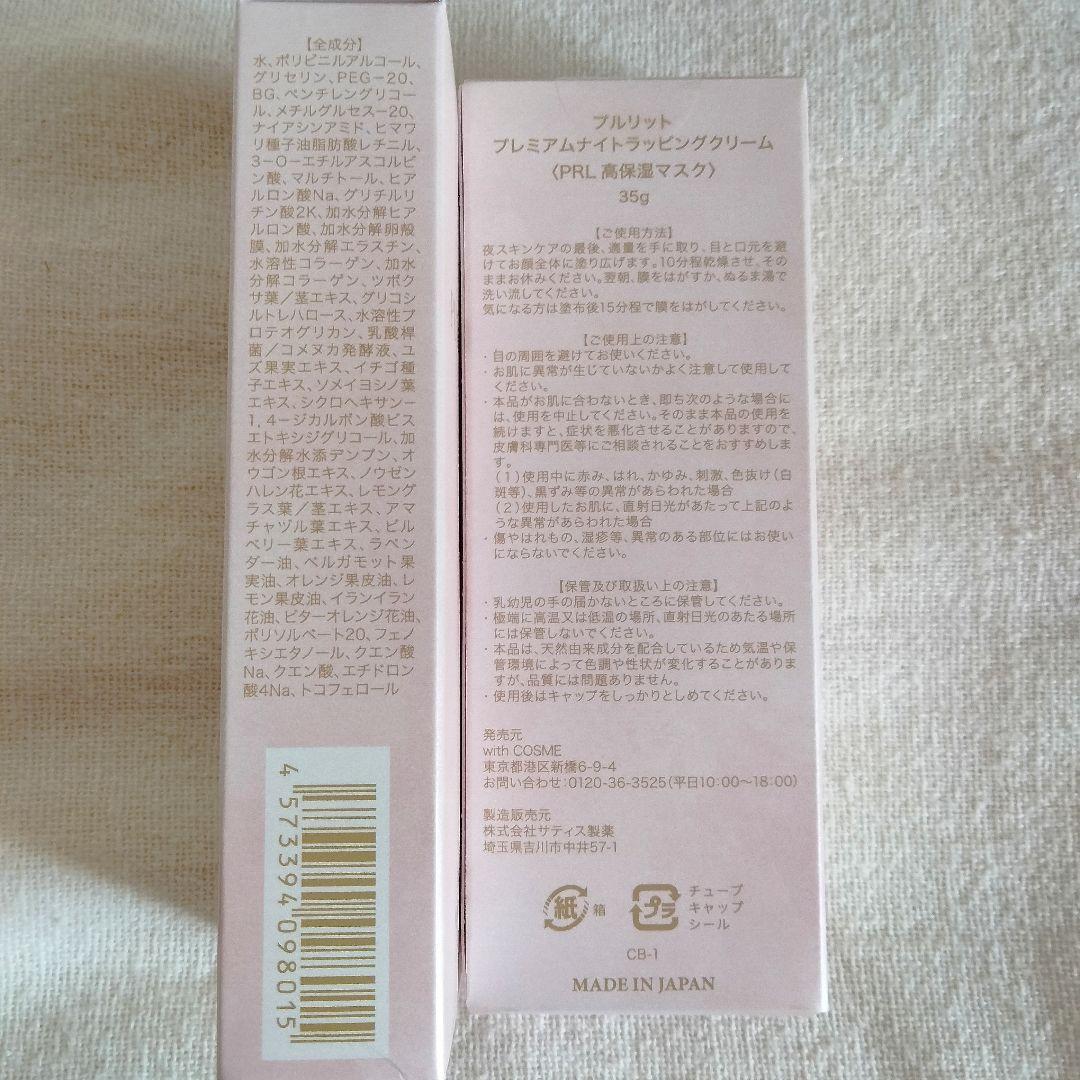 【全成分】
水、ポリビニルアルコール、
グリセリン、PEG-20、
BG、ペンチレングリコー
ル、メチルグルセス-20、
ナイアシンアミド、ヒマワ
リ種子油脂肪酸レチニル、
3-O-エチルアスコルビ
ン酸、マルチトール、ヒア
ルロン酸Na、グリチルリ
チン酸2K、加水分解ヒア
ルロン酸、加水分解卵殻
膜、加水分解エラスチン、
水溶性コラーゲン、加水
分解コラーゲン、ツボク
サ葉/茎エキス、グリコシ
ルトレハロース、水溶性プ
ロテオグリカン、乳酸桿
菌/コメヌカ発酵液、ユ
ズ果実エキス、イチゴ種
子エキス、ソメイヨシノ葉
エキス、シクロヘキサン-
1,4-ジカルボン酸ビス
エトキシジグリコール、加
水分解水添デンプン、オ
ウゴン根エキス、ノウゼン
ハレン花エキス、レモング
ラス葉/茎エキス、アマ
チャヅル葉エキス、ビル
ベリー葉エキス、ラベン
ダー油、ベルガモット果
実油、オレンジ果皮油、レ
モン果皮油、イランイラン
花油、ビターオレンジ花油、
ポリソルベート20、フェノ
キシエタノール、クエン酸
Na、クエン酸、エチドロン
酸4Na、トコフェロール
4573394098015
プルリット
プレミアムナイトラッピングクリーム
〈PRL 高保湿マスク〉
35g
【ご使用方法】
夜スキンケアの最後、適量を手に取り、目と口元を避
けてお顔全体に塗り広げます。10分程乾燥させ、その
ままお休みください。翌朝、膜をはがすか、ぬるま湯で
洗い流してください。
気になる方は塗布後15分程で膜をはがしてください。
【ご使用上の注意】
・目の周囲を避けてお使いください。
・お肌に異常が生じていないかよく注意して使用して
ください。
・本品がお肌に合わないとき、即ち次のような場合に
は、使用を中止してください。そのまま本品の使用を
続けますと、症状を悪化させることがありますので、
皮膚科専門医等にご相談されることをおすすめしま
す。
(1)使用中に赤み、はれ、かゆみ、刺激、色抜け(白
斑等)、黒ずみ等の異常があらわれた場合
(2)使用したお肌に、直射日光があたって上記のよ
うな異常があらわれた場合
・傷やはれもの、湿疹等、異常のある部位にはお使い
にならないでください。
【保管及び取扱い上の注意】
・乳幼児の手の届かないところに保管してください。
・極端に高温又は低温の場所、直射日光のあたる場所
には保管しないでください。
・本品は、天然由来成分を配合しているため気温や保
管環境によって色調や性状が変化することがありま
すが、品質には問題ありません。
・使用後はキャップをしっかりとしめてください。
発売元
with COSME
東京都港区新橋6-9-4
お問い合わせ:0120-36-3525(平日10:00～18:00)
製造販売元
株式会社サティス製薬
埼玉県吉川市中井57-1
紙 箱
プラ チューブ
キャップ
シール
CB-1
MADE IN JAPAN